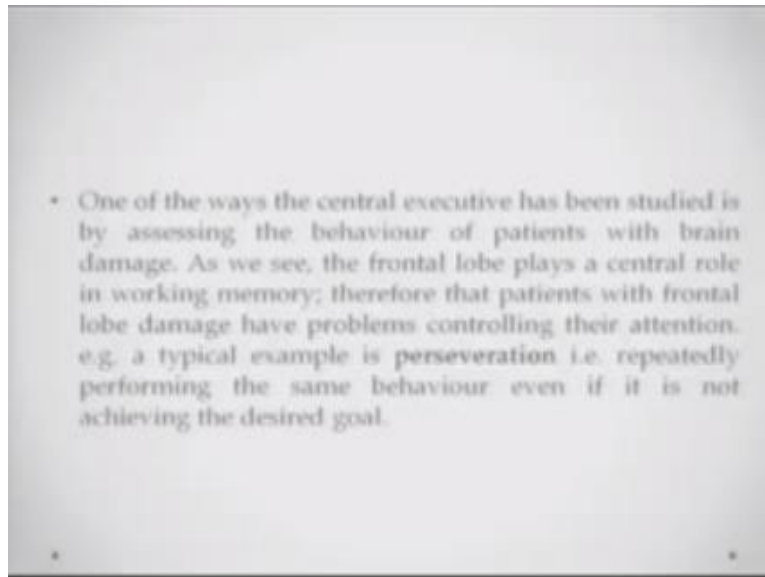 • One of the ways the central executive has been studied is
by assessing the behaviour of patients with brain
damage. As we see, the frontal lobe plays a central role
in working memory; therefore that patients with frontal
lobe damage have problems controlling their attention.
e.g. a typical example is perseveration i.e. repeatedly
performing the same behaviour even if it is not
achieving the desired goal.